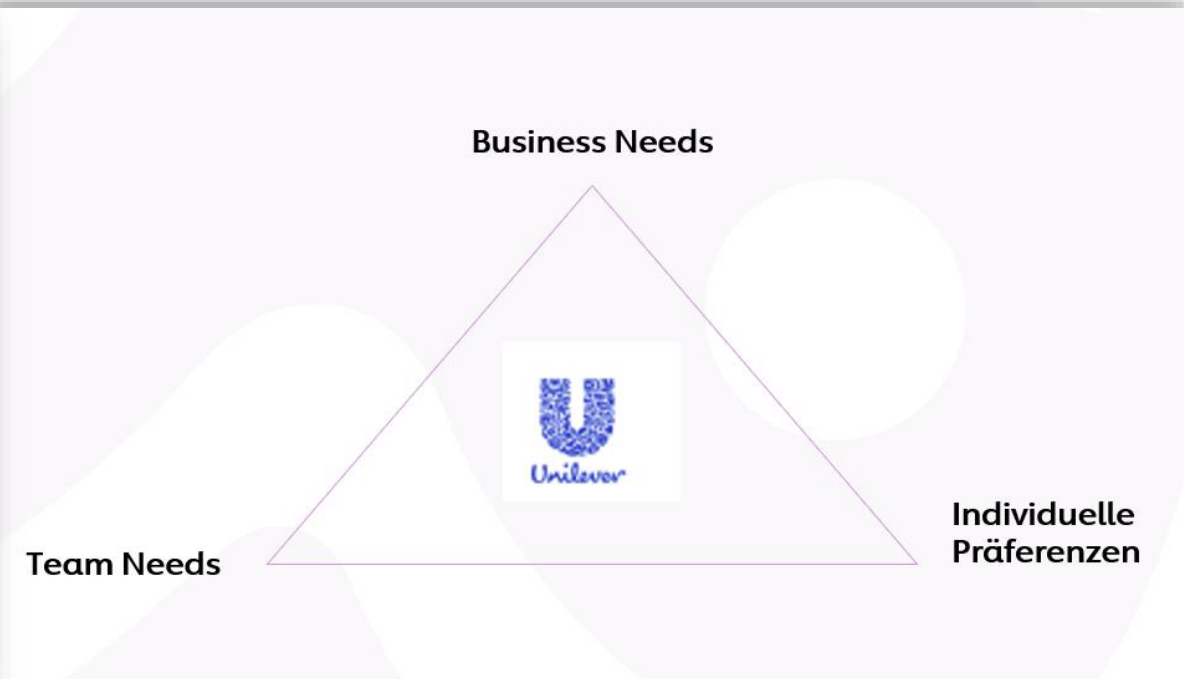 Business Needs
Unilever
Team Needs
Individuelle
Präferenzen